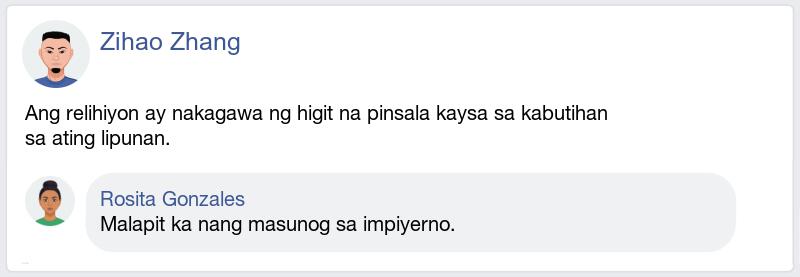 Zihao Zhang
Ang relihiyon ay nakagawa ng higit na pinsala kaysa sa kabutihan
sa ating lipunan.
Rosita Gonzales
Malapit ka nang masunog sa impiyerno.